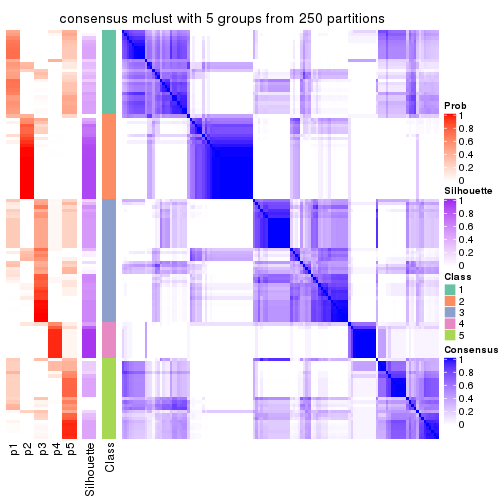 consensus mclust with 5 groups from 250 partitions
Prob
1
0.8
0.6
0.4
0.2
0
Silhouette
1
0.8
0.6
0.4
0.2
0
Class
1
2
3
4
5
Consensus
1
0.8
0.6
0.4
0.2
0
p1
p2
p3
p4
p5
Silhouette
Class